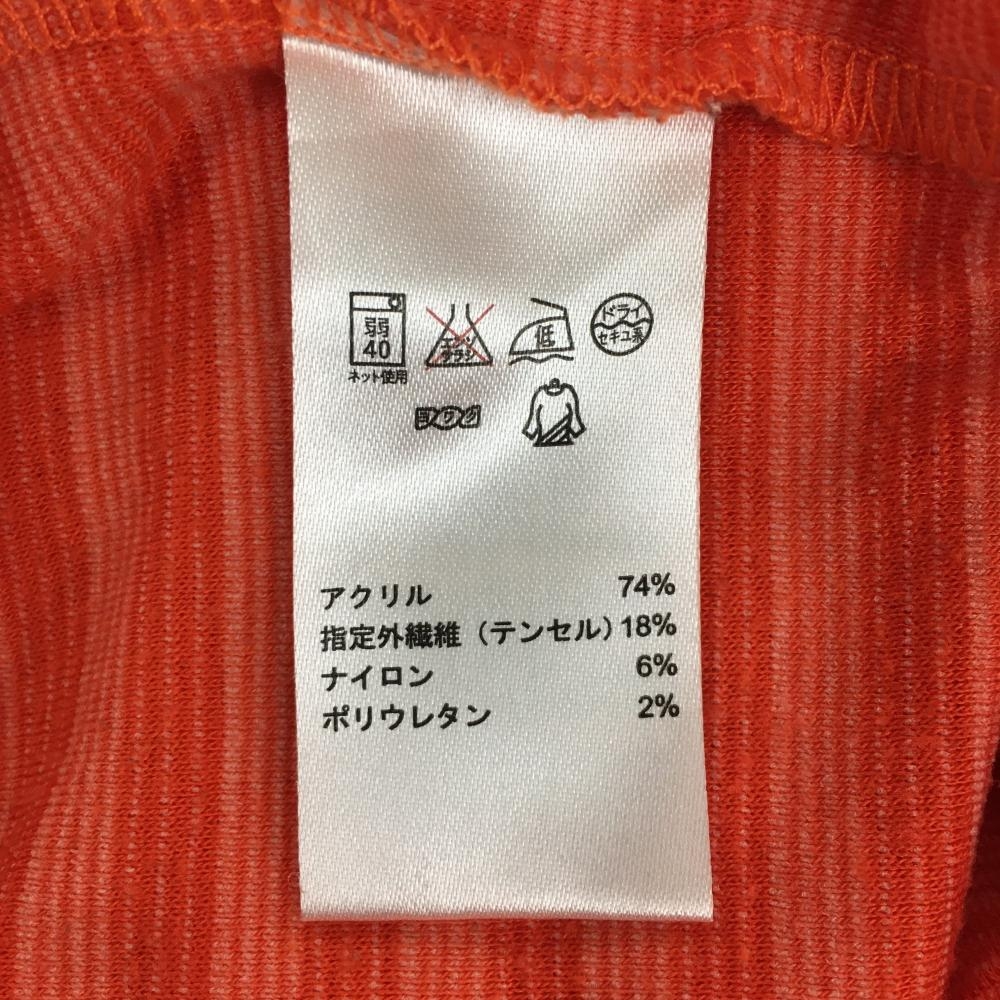 弱
40
ネット使用
エンソ
サラシ
低
ドライ
セキユ系
ヨワク
アクリル 74%
指定外繊維（テンセル）18%
ナイロン 6%
ポリウレタン 2%